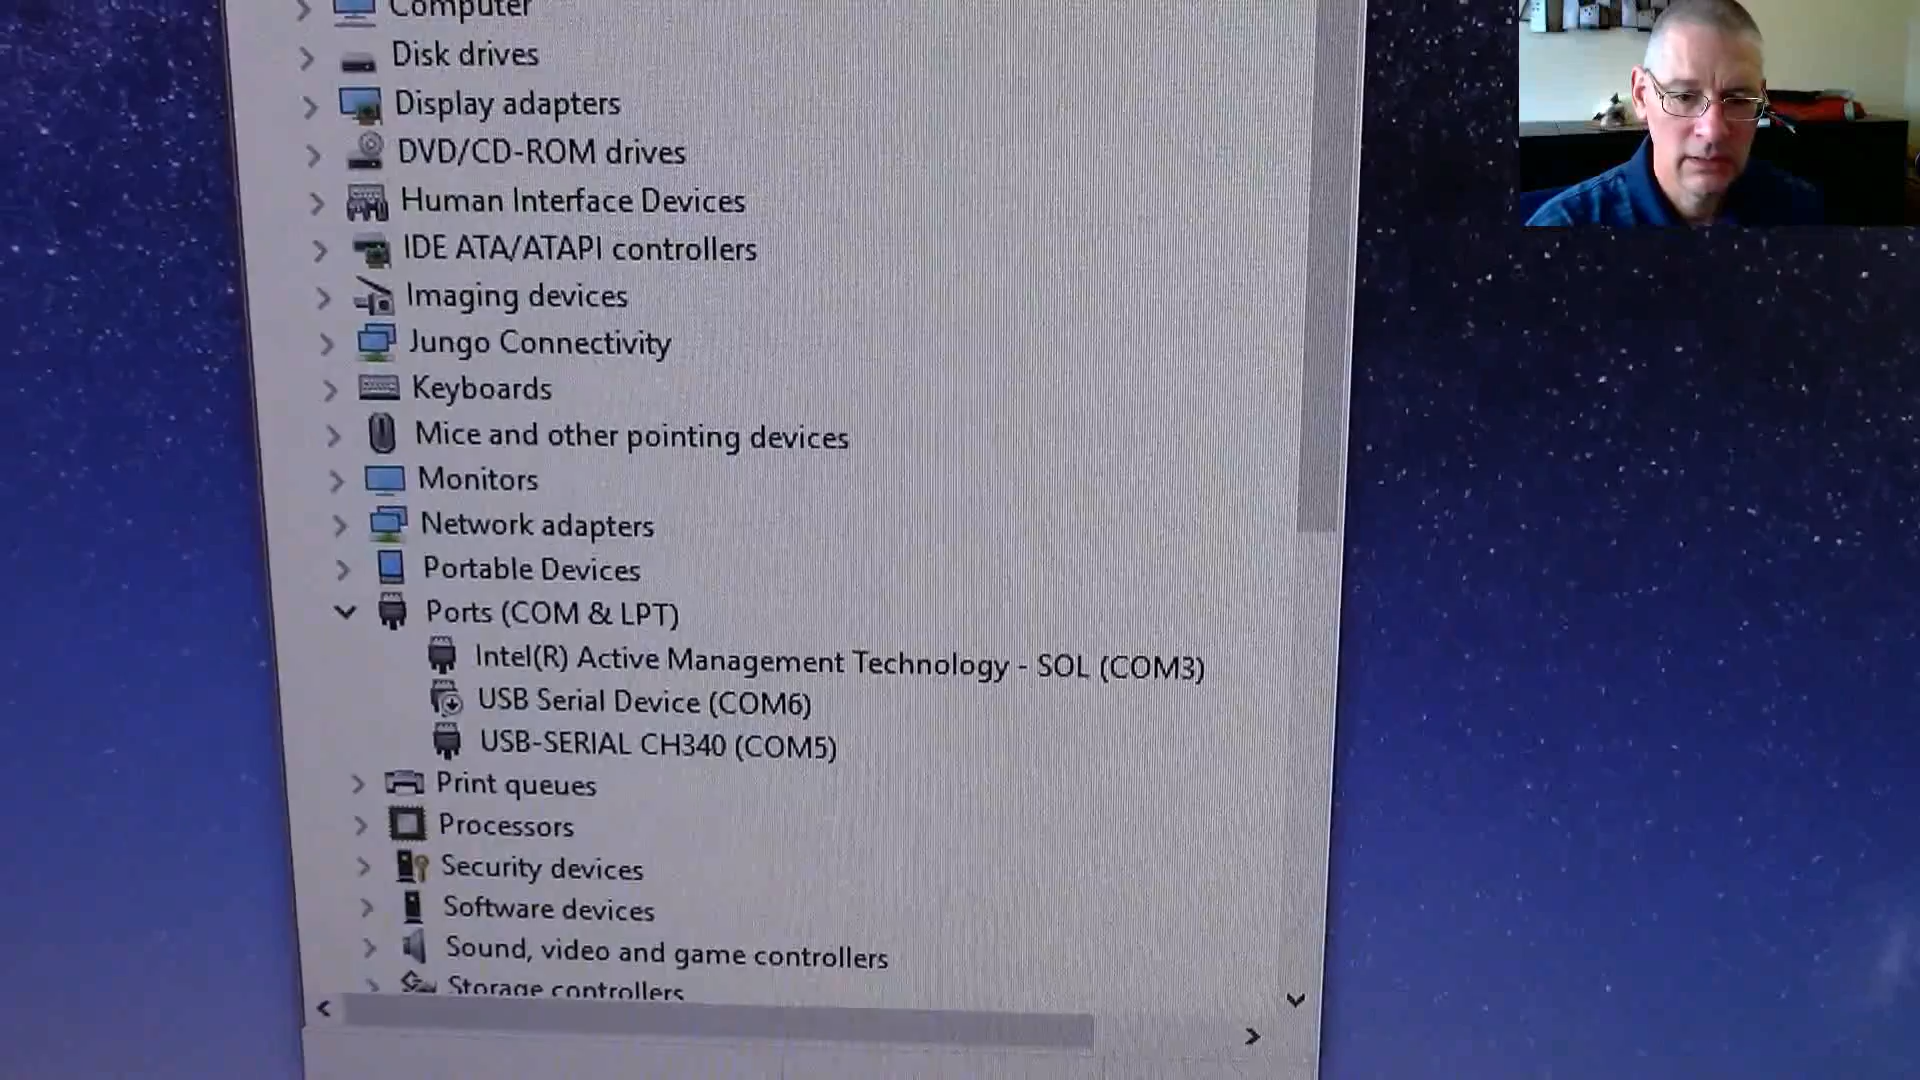 Computer
Disk drives
Display adapters
DVD/CD-ROM drives
Human Interface Devices
IDE ATA/ATAPI controllers
Imaging devices
Jungo Connectivity
Keyboards
Mice and other pointing devices
Monitors
Network adapters
Portable Devices
Ports (COM & LPT)
Intel(R) Active Management Technology - SOL (COM3)
USB Serial Device (COM6)
USB-SERIAL CH340 (COM5)
Print queues
Processors
Security devices
Software devices
Sound, video and game controllers
Storage controllers